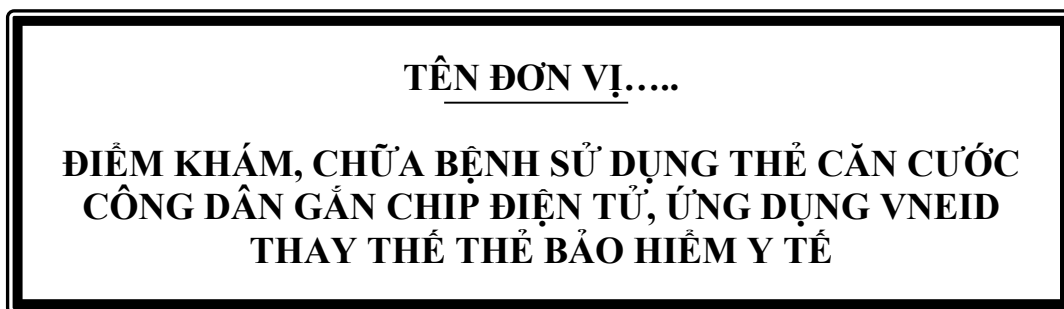 TÊN ĐƠN VỊ…..
ĐIỂM KHÁM, CHỮA BỆNH SỬ DỤNG THẺ CĂN CƯỚC
CÔNG DÂN GẮN CHIP ĐIỆN TỬ, ỨNG DỤNG VNEID
THAY THẾ THẺ BẢO HIỂM Y TẾ